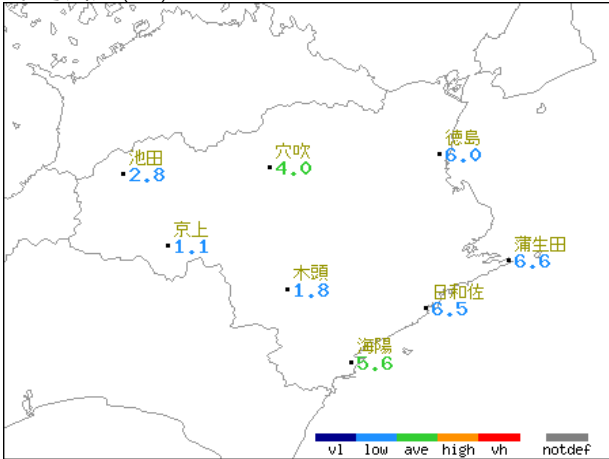 徳島
6.0
穴吹
4.0
池田
2.8
京上
1.1
蒲生田
6.6
木頭
1.8
日和佐
6.5
海陽
5.6
vl low ave high vh notdef